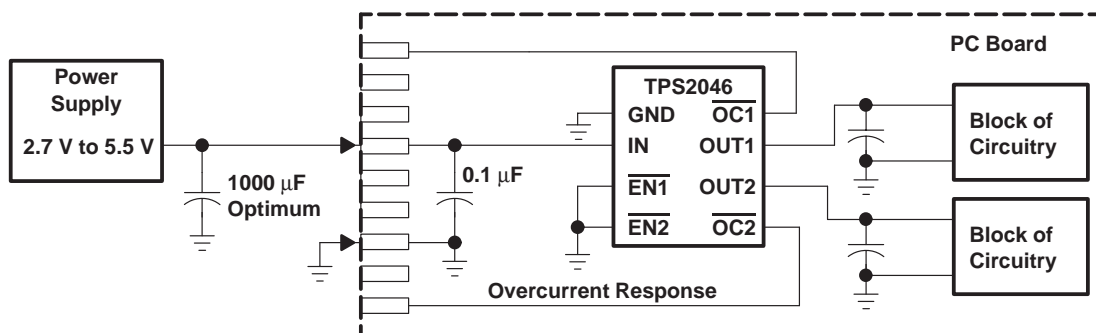 PC Board
Power
Supply
2.7 V to 5.5 V
1000 μF
Optimum
0.1 μF
TPS2046
GND
IN
EN1
EN2
OC1
OUT1
OUT2
OC2
Overcurrent Response
Block of
Circuitry
Block of
Circuitry